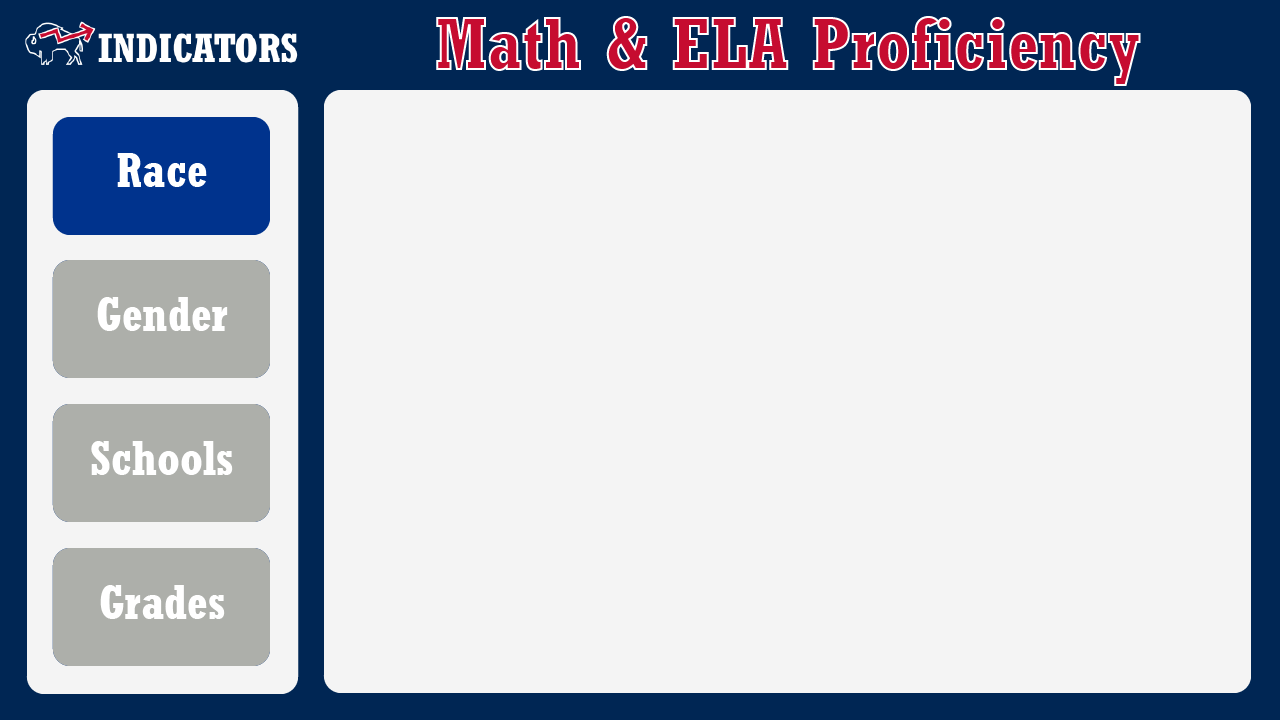 INDICATORS
Math & ELA Proficiency
Race
Gender
Schools
Grades